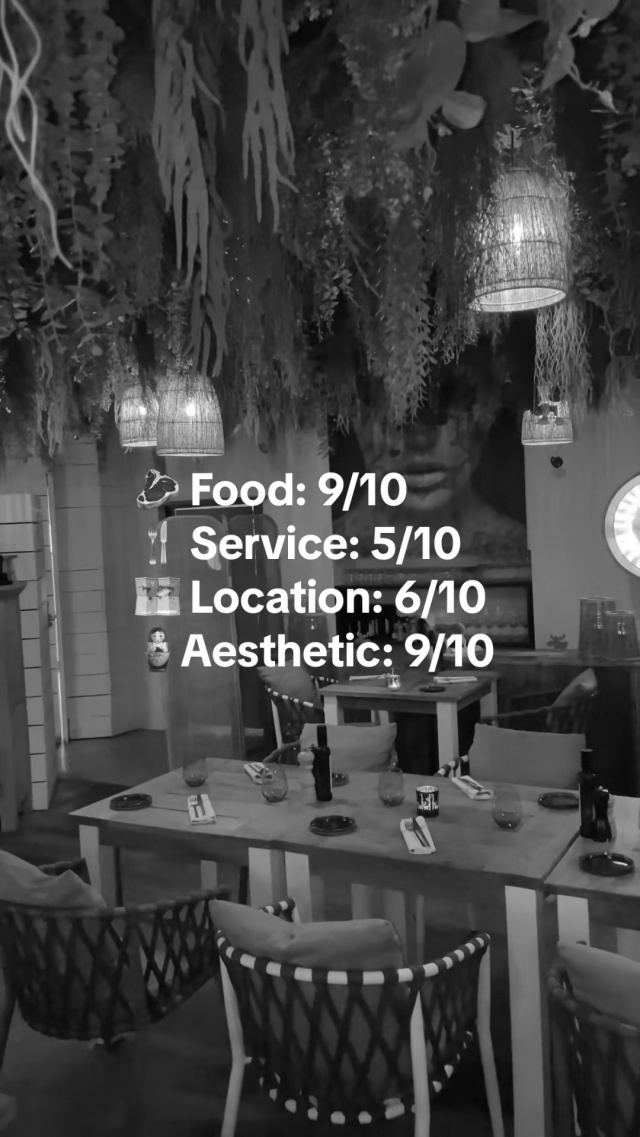 🥩 Food: 9/10
🍴 Service: 5/10
🗺️ Location: 6/10
🪆 Aesthetic: 9/10